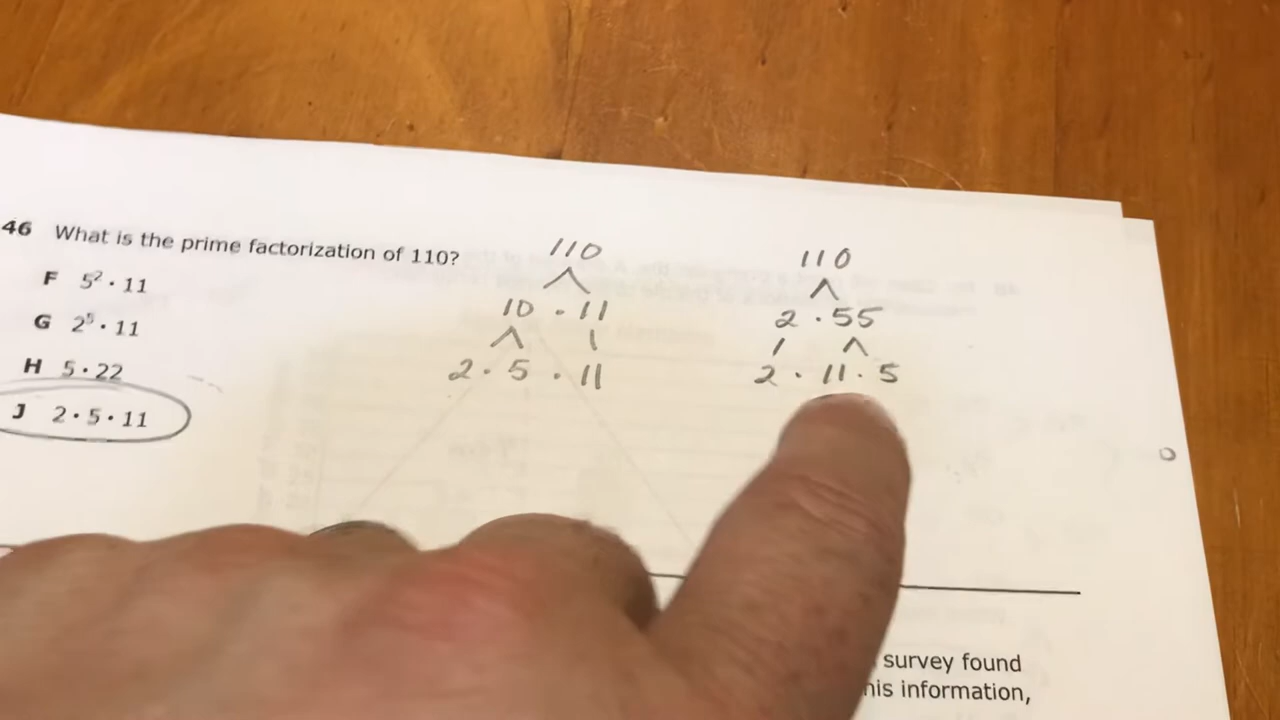 46 What is the prime factorization of 110?
F 5² · 11
G 2⁵ · 11
H 5 · 22
J 2 · 5 · 11
110
10 · 11
2 · 5 · 11
110
2 · 55
2 · 11 · 5
survey found
his information,